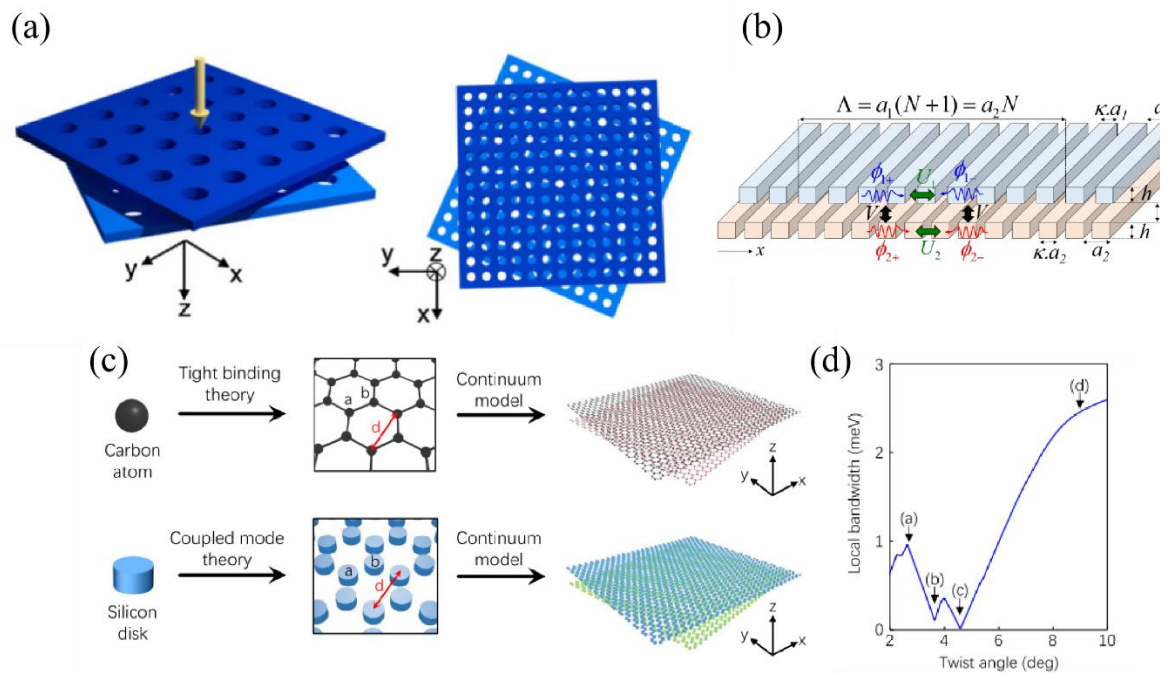 (a)
y
x
z
y
z
x
(b)
Λ = a₁(N+1) = a₂N
κ.a₁
a
ϕ₁₊
U₁
ϕ₁₋
h
V
V
ϕ₂₊
U₂
ϕ₂₋
κ.a₂
a₂
h
x
(c)
Tight binding
theory
Carbon
atom
a
b
d
Continuum
model
z
y
x
Coupled mode
theory
Silicon
disk
a
b
d
Continuum
model
z
y
x
(d)
3
2
1
0
Local bandwidth (meV)
(a)
(b)
(c)
(d)
2
4
6
8
10
Twist angle (deg)